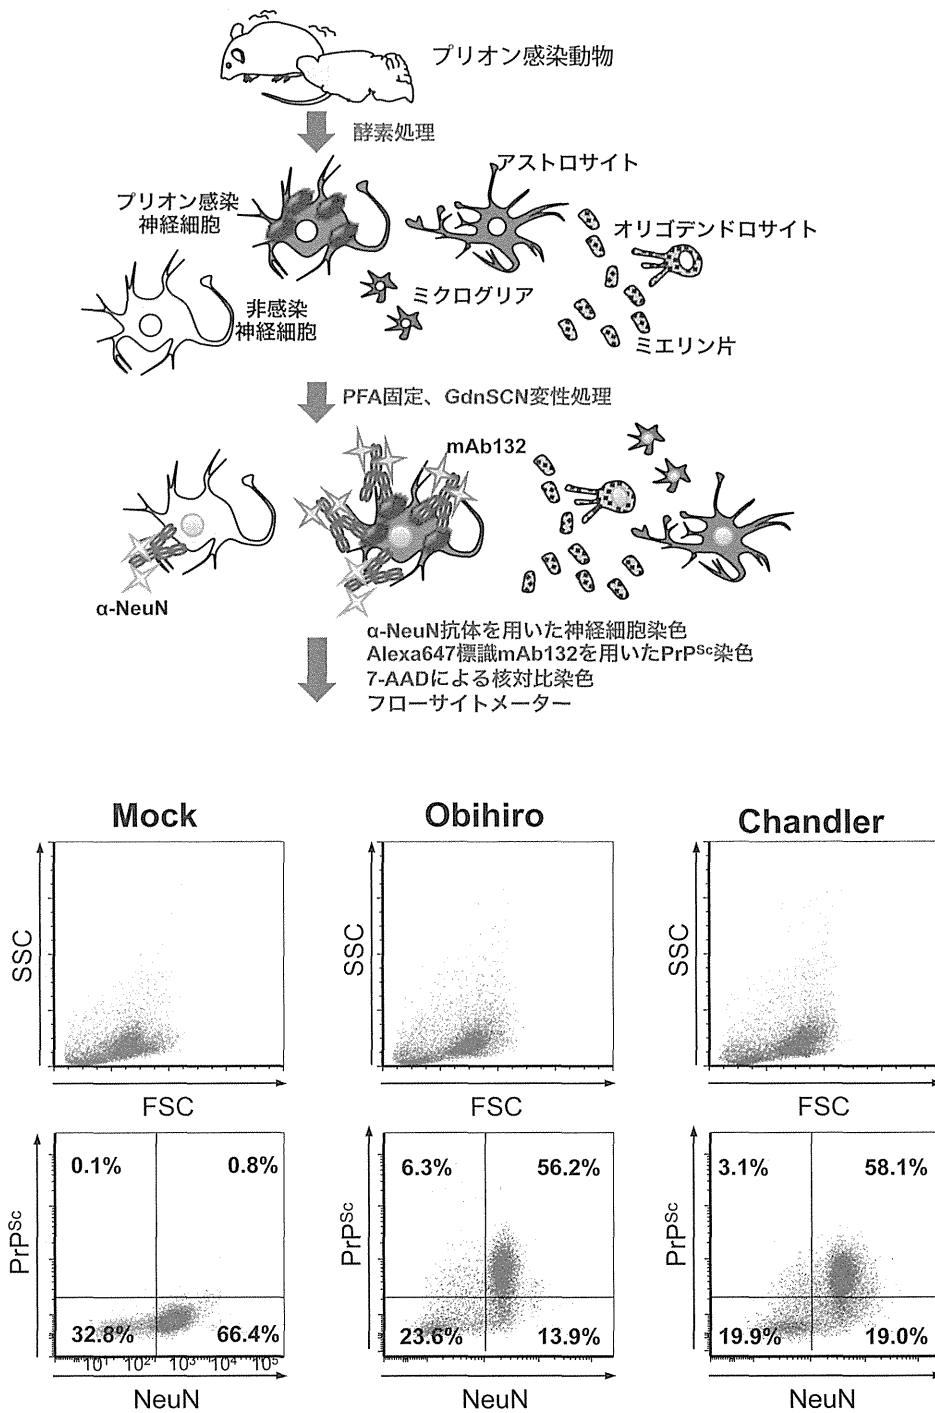 プリオン感染動物
酵素処理
アストロサイト
プリオン感染
神経細胞
オリゴデンドロサイト
ミクログリア
非感染
神経細胞
ミエリン片
PFA固定、GdnSCN変性処理
mAb132
α-NeuN
α-NeuN抗体を用いた神経細胞染色
Alexa647標識mAb132を用いたPrPSc染色
7-AADによる核対比染色
フローサイトメーター
Mock
Obihiro
Chandler
SSC
SSC
SSC
FSC
FSC
FSC
0.1%
0.8%
6.3%
56.2%
3.1%
58.1%
PrPSc
PrPSc
PrPSc
32.8%
66.4%
23.6%
13.9%
19.9%
19.0%
10¹ 10² 10³ 10⁴ 10⁵
NeuN
NeuN
NeuN